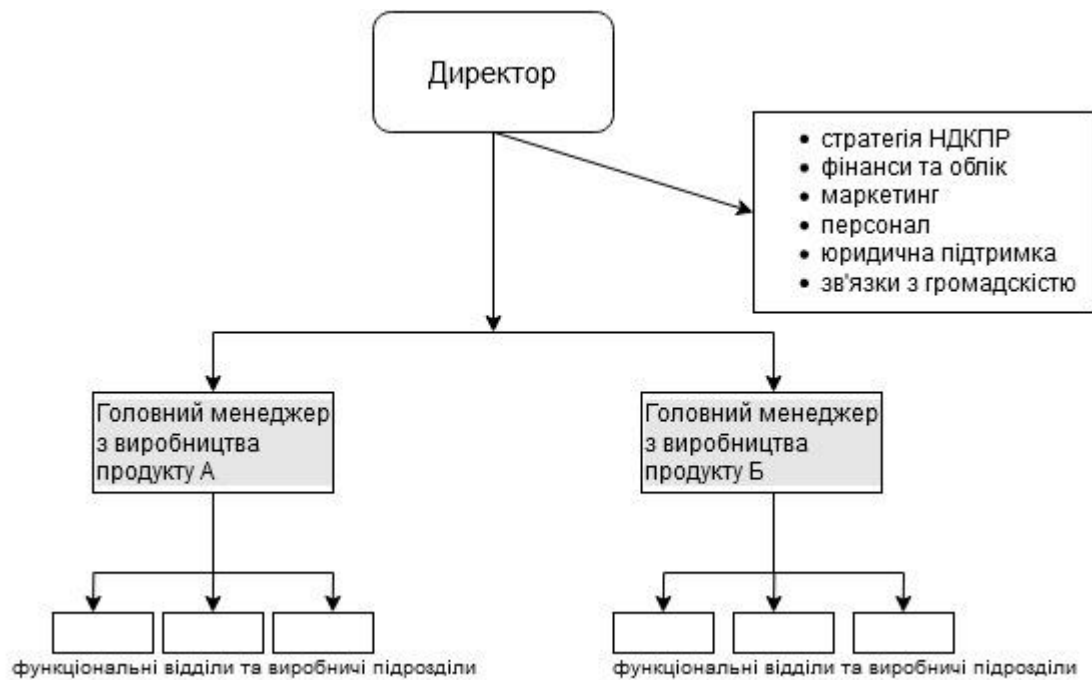 Директор
• стратегія НДКПР
• фінанси та облік
• маркетинг
• персонал
• юридична підтримка
• зв'язки з громадскістю
Головний менеджер
з виробництва
продукту А
Головний менеджер
з виробництва
продукту Б
функціональні відділи та виробничі підрозділи
функціональні відділи та виробничі підрозділи